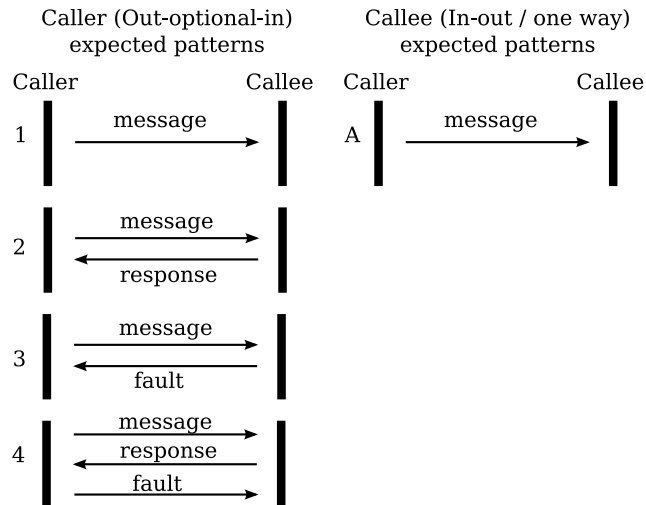 Caller (Out-optional-in)
expected patterns
Callee (In-out / one way)
expected patterns
Caller
Callee
Caller
Callee
1
message
A
message
2
message
response
3
message
fault
4
message
response
fault